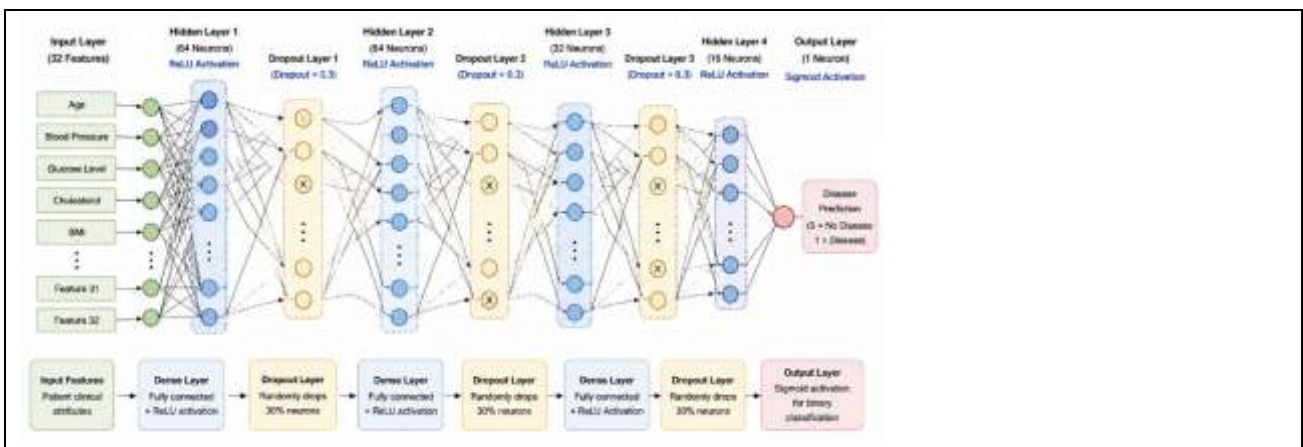 Input Layer
(32 Features)
Hidden Layer 1
(64 Neurons)
ReLU Activation
Dropout Layer 1
(Dropout = 0.3)
Hidden Layer 2
(64 Neurons)
ReLU Activation
Dropout Layer 2
(Dropout = 0.3)
Hidden Layer 3
(32 Neurons)
ReLU Activation
Dropout Layer 3
(Dropout = 0.3)
Hidden Layer 4
(16 Neurons)
ReLU Activation
Output Layer
(1 Neuron)
Sigmoid Activation
Age
Blood Pressure
Glucose Level
Cholesterol
BMI
Feature 31
Feature 32
Disease
Prediction
(0 = No Disease
1 = Disease)
Input Features
Patient clinical
attributes
Dense Layer
Fully connected
+ ReLU activation
Dropout Layer
Randomly drops
30% neurons
Dense Layer
Fully connected
+ ReLU activation
Dropout Layer
Randomly drops
30% neurons
Dense Layer
Fully connected
+ ReLU Activation
Dropout Layer
Randomly drops
30% neurons
Output Layer
Sigmoid activation
for binary
classification